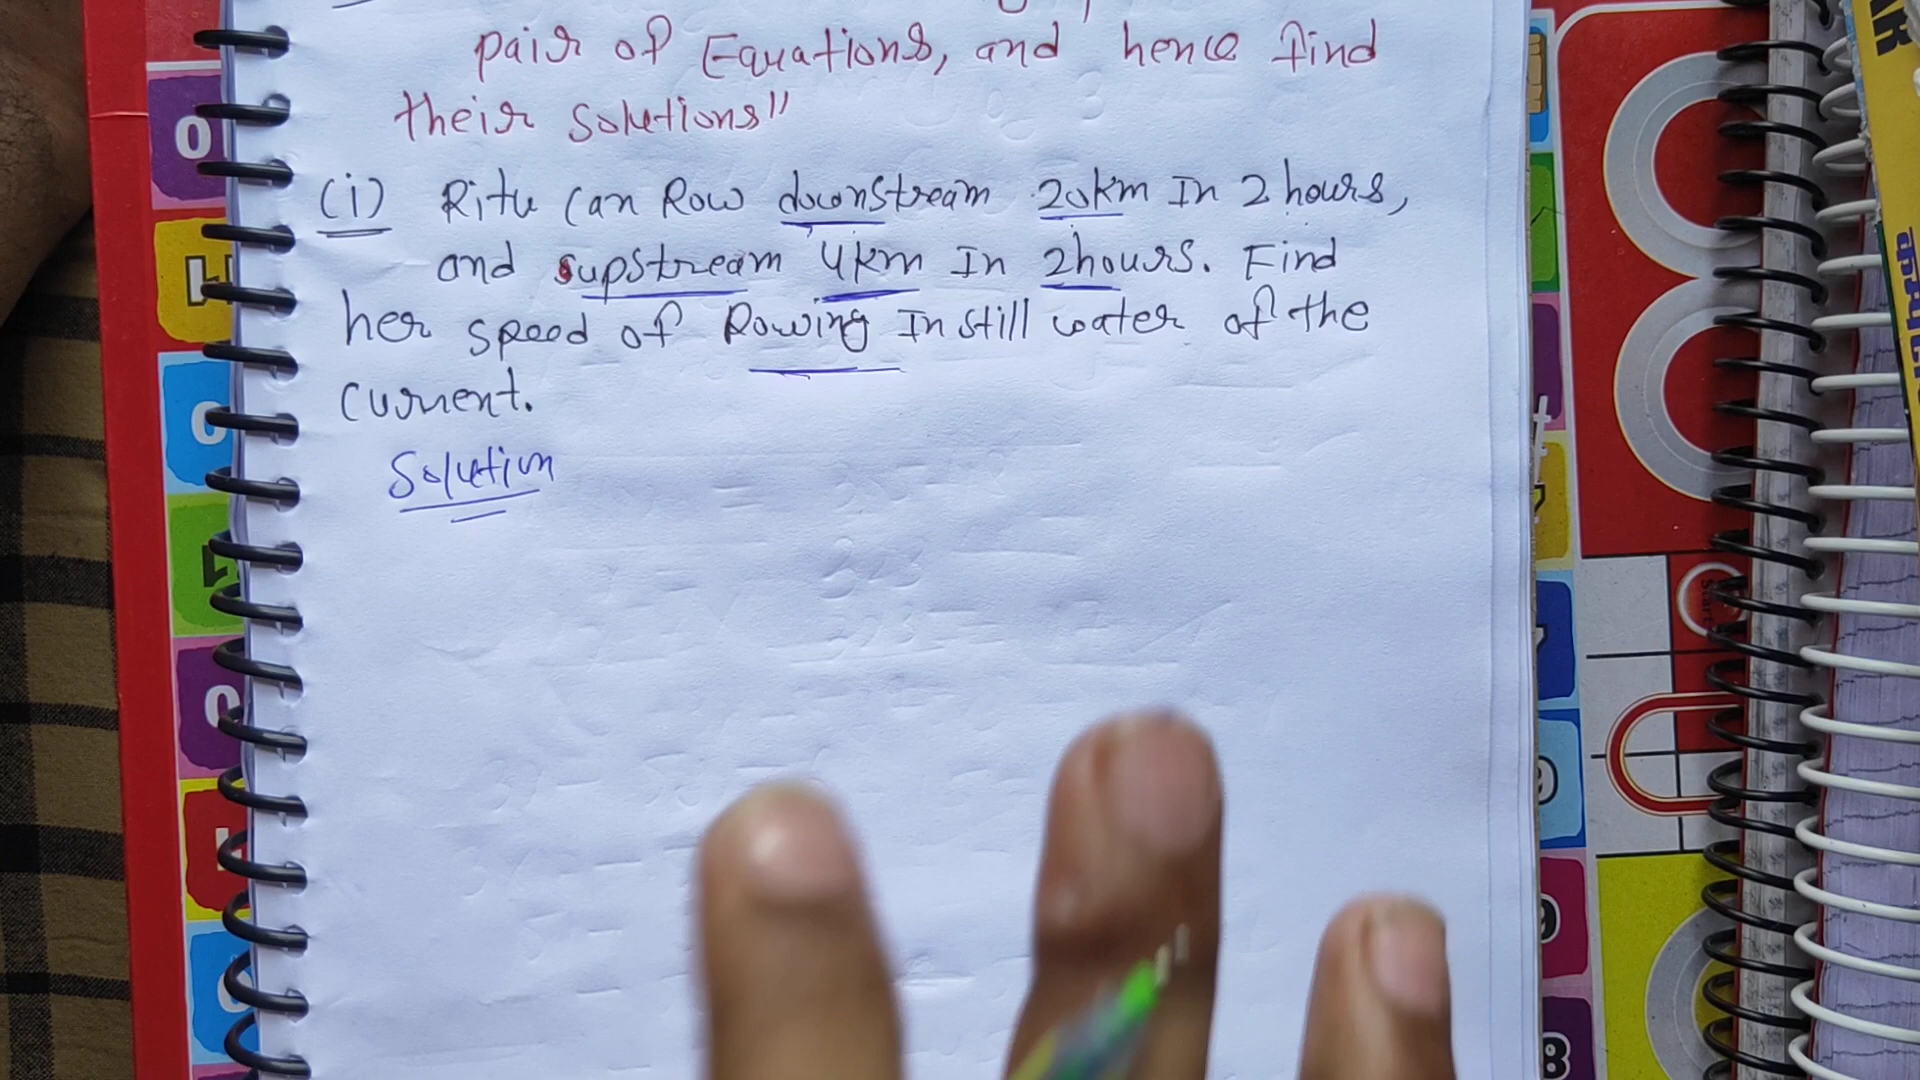 pair of Equations, and hence find
their solutions"
(i) Ritu can Row downstream 20km In 2 hours,
and supstream 4km In 2hours. Find
her speed of Rowing In still water of the
current.
Solution